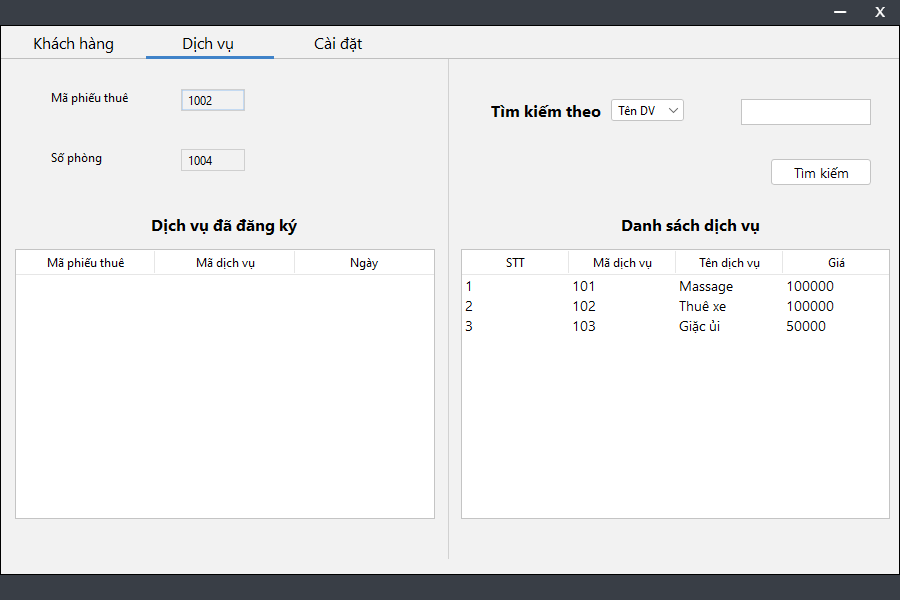 X
Khách hàng Dịch vụ Cài đặt
Mã phiếu thuê 1002
Số phòng 1004
Dịch vụ đã đăng ký
Mã phiếu thuê Mã dịch vụ Ngày
Tìm kiếm theo Tên DV
Tìm kiếm
Danh sách dịch vụ
STT Mã dịch vụ Tên dịch vụ Giá
1 101 Massage 100000
2 102 Thuê xe 100000
3 103 Giặc ủi 50000